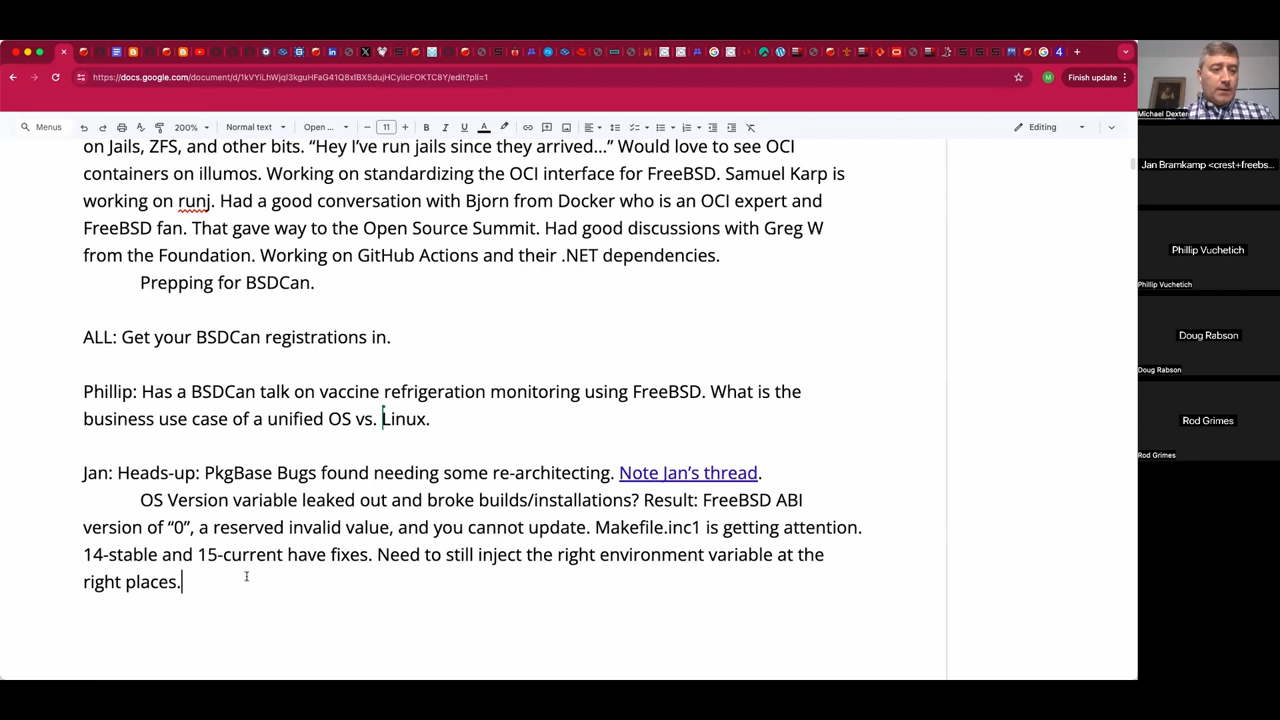 https://docs.google.com/document/d/1kVYiLhWjqI3kguHFaG41Q8xIBX5dujHCyiIcFOKTC8Y/edit?pli=1
Finish update
Menus
200%
Normal text
Open ...
11
Editing
on Jails, ZFS, and other bits. “Hey I’ve run jails since they arrived...” Would love to see OCI
containers on illumos. Working on standardizing the OCI interface for FreeBSD. Samuel Karp is
working on runj. Had a good conversation with Bjorn from Docker who is an OCI expert and
FreeBSD fan. That gave way to the Open Source Summit. Had good discussions with Greg W
from the Foundation. Working on GitHub Actions and their .NET dependencies.
Prepping for BSDCan.
ALL: Get your BSDCan registrations in.
Phillip: Has a BSDCan talk on vaccine refrigeration monitoring using FreeBSD. What is the
business use case of a unified OS vs. Linux.
Jan: Heads-up: PkgBase Bugs found needing some re-architecting. Note Jan’s thread.
OS Version variable leaked out and broke builds/installations? Result: FreeBSD ABI
version of “0”, a reserved invalid value, and you cannot update. Makefile.inc1 is getting attention.
14-stable and 15-current have fixes. Need to still inject the right environment variable at the
right places.
Michael Dexter
Jan Bramkamp <crest+freebs...
Phillip Vuchetich
Phillip Vuchetich
Doug Rabson
Doug Rabson
Rod Grimes
Rod Grimes